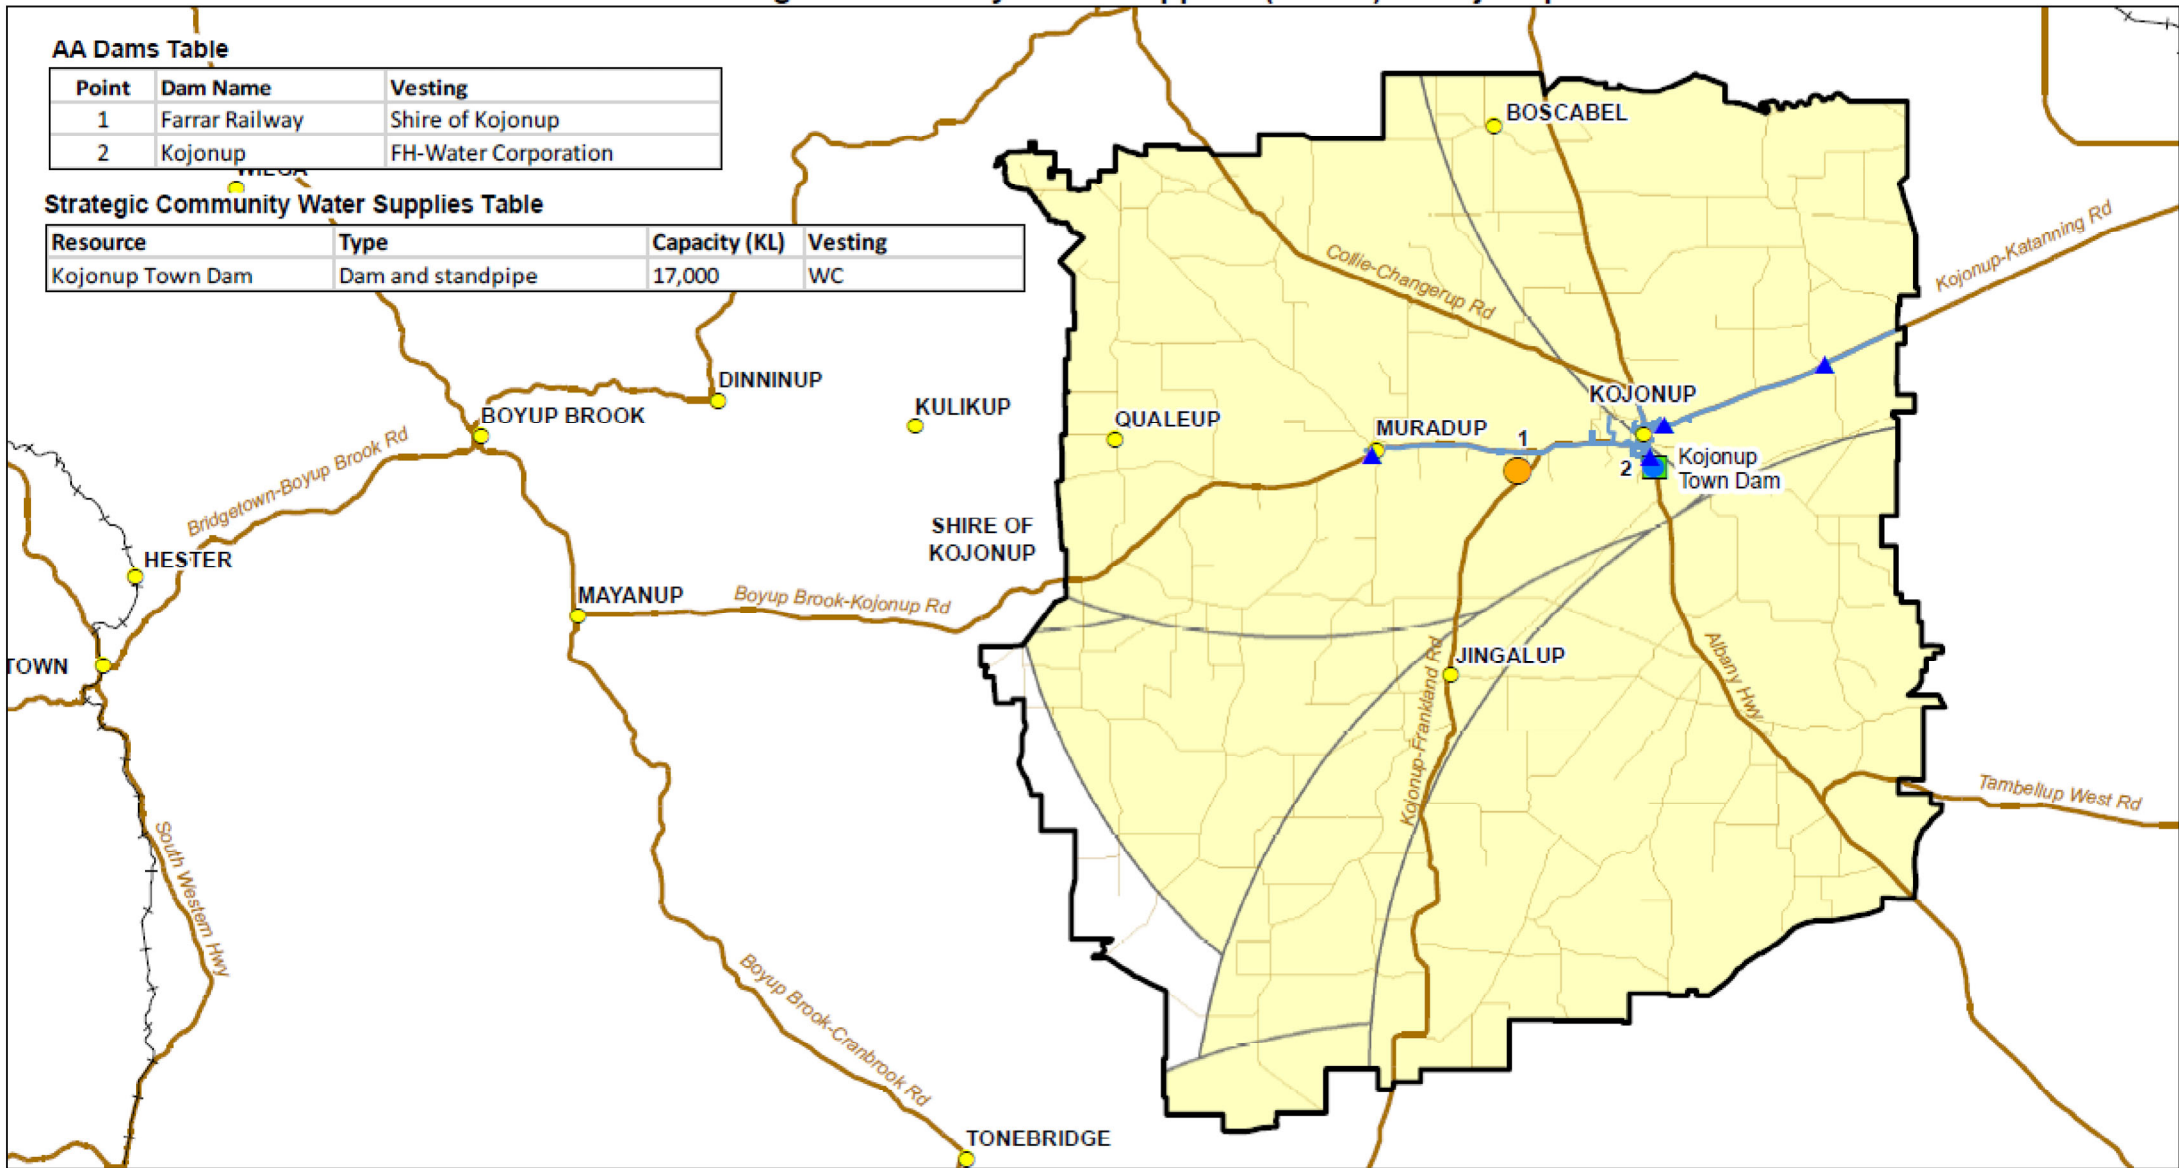 AA Dams Table
Point Dam Name Vesting
1 Farrar Railway Shire of Kojonup
2 Kojonup FH-Water Corporation
Strategic Community Water Supplies Table
Resource Type Capacity (KL) Vesting
Kojonup Town Dam Dam and standpipe 17,000 WC
BOSCABEL
Kojonup-Katanning Rd
Collie-Changerup Rd
DINNINUP
KULIKUP
BOYUP BROOK
QUALEUP
MURADUP
1
KOJONUP
2
Kojonup
Town Dam
Bridgetown-Boyup Brook Rd
SHIRE OF
KOJONUP
HESTER
MAYANUP
Boyup Brook-Kojonup Rd
TOWN
JINGALUP
Kojonup-Frankland Rd
Albany Hwy
Tambellup West Rd
South Western Hwy
Boyup Brook-Cranbrook Rd
TONEBRIDGE